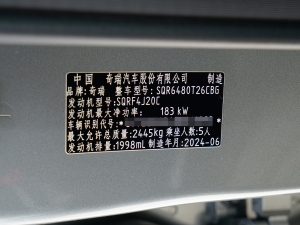 中国 奇瑞汽车股份有限公司 制造
品牌:奇瑞 整车型号:SQR6480T26CBG
发动机型号:SQRF4J20C
发动机最大净功率: 183 kW
车辆识别代号:
最大允许总质量:2445kg 乘坐人数:5人
发动机排量:1998mL 制造年月:2024-06